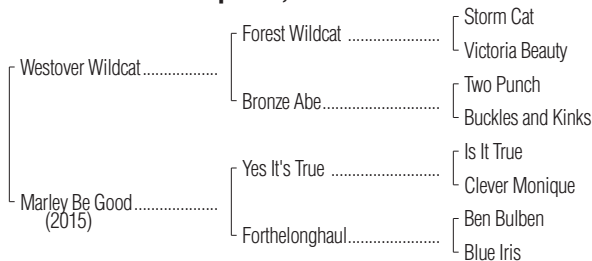 Storm Cat
Forest Wildcat ..................
Victoria Beauty
Westover Wildcat..................
Two Punch
Bronze Abe.......................
Buckles and Kinks
Is It True
Yes It's True .....................
Clever Monique
Marley Be Good...................
(2015)
Ben Bulben
Forthelonghaul..................
Blue Iris